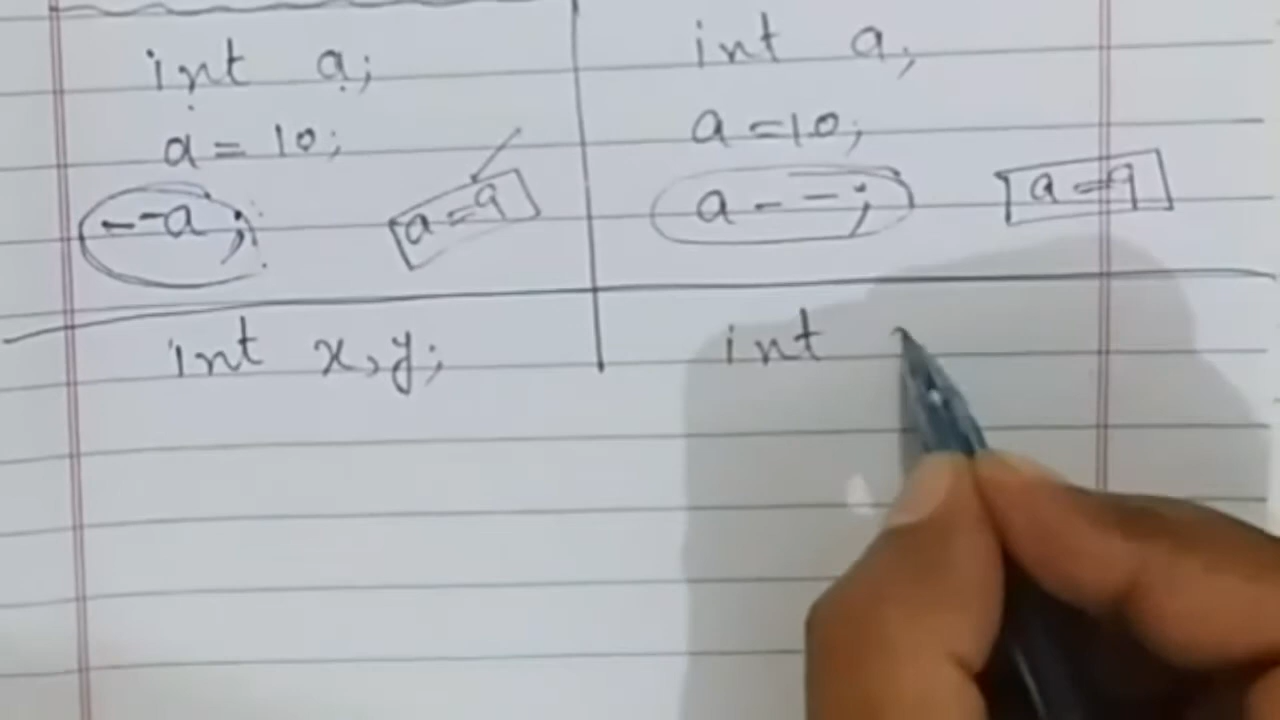 int a;
a = 10;
--a;
a=9
int x,y;
int a,
a=10;
a--;
a=9
int